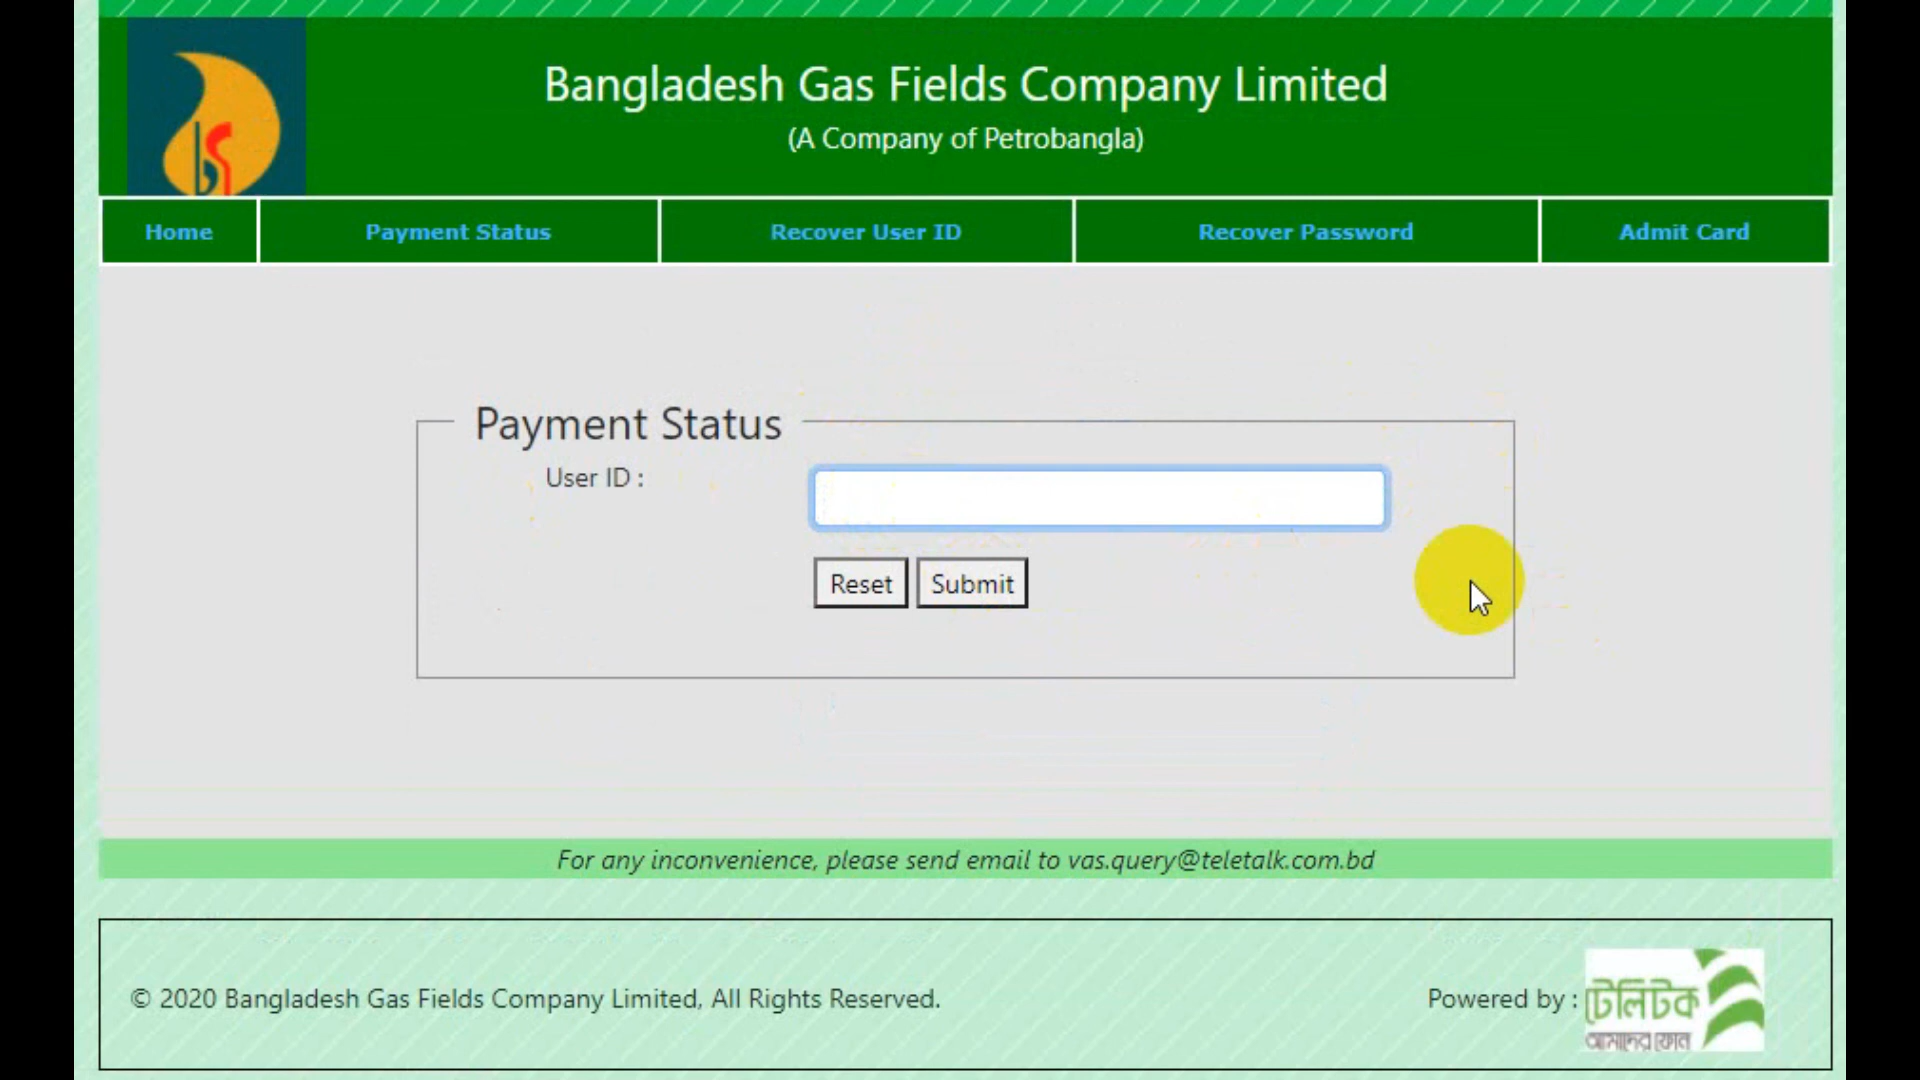 Bangladesh Gas Fields Company Limited
(A Company of Petrobangla)
Home Payment Status Recover User ID Recover Password Admit Card
Payment Status
User ID :
Reset Submit
For any inconvenience, please send email to vas.query@teletalk.com.bd
© 2020 Bangladesh Gas Fields Company Limited, All Rights Reserved.
Powered by : টেলিটক
আমাদের ফোন